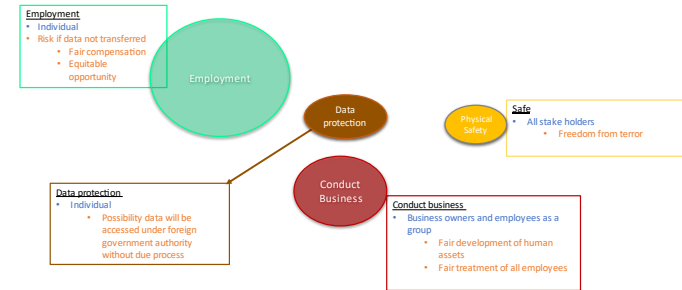 Employment
• Individual
• Risk if data not transferred
• Fair compensation
• Equitable
opportunity
Employment
Data
protection
Physical
Safety
Safe
• All stake holders
• Freedom from terror
Conduct
Business
Data protection
• Individual
• Possibility data will be
accessed under foreign
government authority
without due process
Conduct business
• Business owners and employees as a
group
• Fair development of human
assets
• Fair treatment of all employees